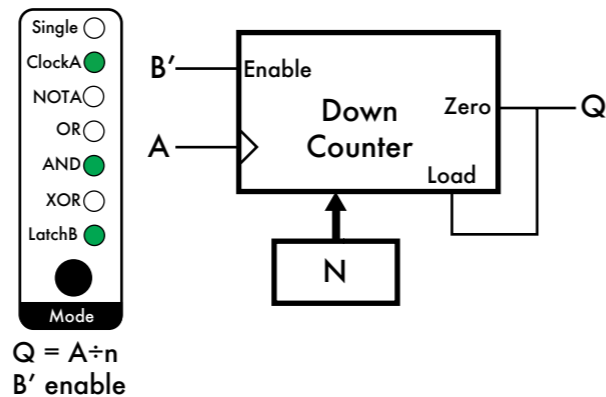 Single
ClockA
NOTA
OR
AND
XOR
LatchB
Mode
Q = A÷n
B′ enable
B′
Enable
A
Down
Counter
Zero
Q
Load
N